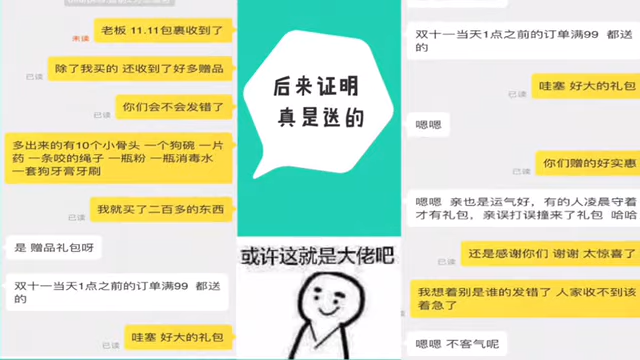 老板 11.11包裹收到了
未读
除了我买的 还收到了好多赠品
已读
你们会不会发错了
已读
多出来的有10个小骨头 一个狗碗 一片
药 一条咬的绳子 一瓶粉 一瓶消毒水
一套狗牙膏牙刷
已读
我就买了二百多的东西
已读
是 赠品礼包呀
双十一当天1点之前的订单满99 都送
的
哇塞 好大的礼包
已读
后来证明
真是送的
或许这就是大佬吧
双十一当天1点之前的订单满99 都送
的
哇塞 好大的礼包
已读
嗯嗯
你们赠的好实惠
已读
嗯嗯 亲也是运气好，有的人凌晨守着
才有礼包，亲误打误撞来了礼包 哈哈
还是感谢你们 谢谢 太惊喜了
已读
我想着别是谁的发错了 人家收不到该
着急了
已读
嗯嗯 不客气呢